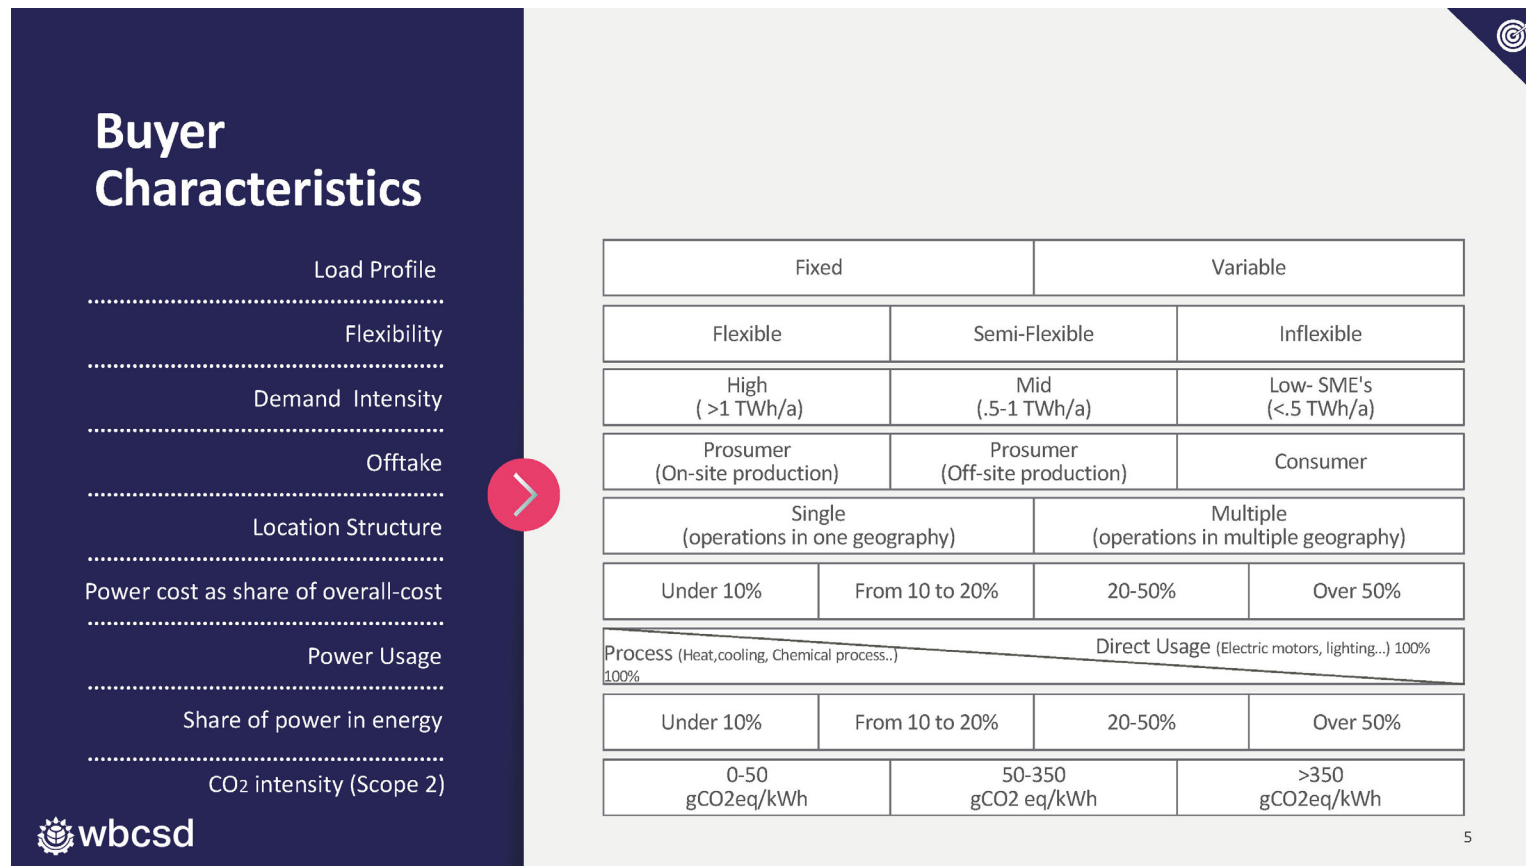 Buyer
Characteristics
Load Profile
Fixed
Variable
Flexibility
Flexible
Semi-Flexible
Inflexible
Demand  Intensity
High
( >1 TWh/a)
Mid
(.5-1 TWh/a)
Low- SME's
(<.5 TWh/a)
Offtake
Prosumer
(On-site production)
Prosumer
(Off-site production)
Consumer
Location Structure
Single
(operations in one geography)
Multiple
(operations in multiple geography)
Power cost as share of overall-cost
Under 10%
From 10 to 20%
20-50%
Over 50%
Power Usage
Process (Heat,cooling, Chemical process..)
100%
Direct Usage (Electric motors, lighting...) 100%
Share of power in energy
Under 10%
From 10 to 20%
20-50%
Over 50%
CO2 intensity (Scope 2)
0-50
gCO2eq/kWh
50-350
gCO2 eq/kWh
>350
gCO2eq/kWh
wbcsd
5